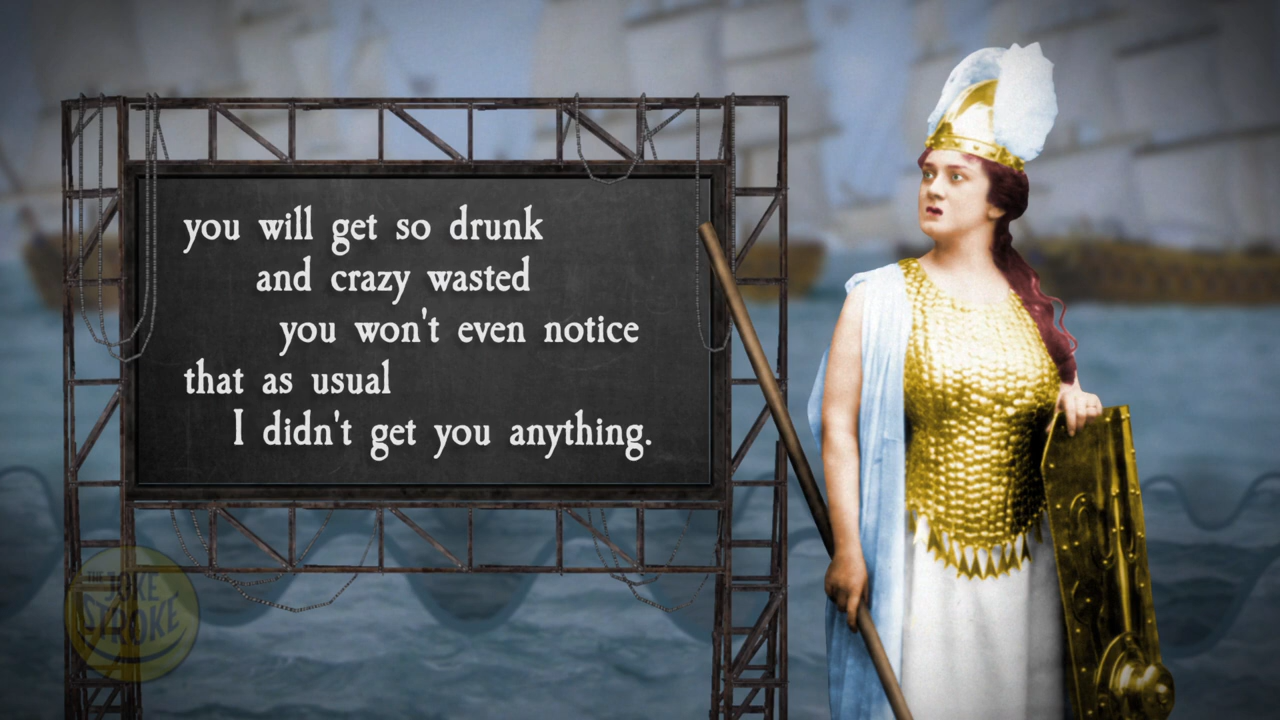 you will get so drunk
and crazy wasted
you won't even notice
that as usual
I didn't get you anything.
THE
JOKE
STROKE